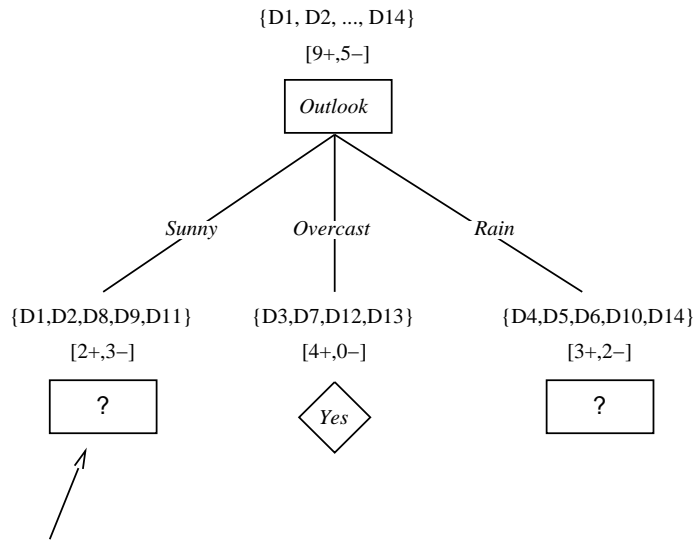 {D1, D2, ..., D14}
[9+,5−]
Outlook
Sunny Overcast Rain
{D1,D2,D8,D9,D11} {D3,D7,D12,D13} {D4,D5,D6,D10,D14}
[2+,3−] [4+,0−] [3+,2−]
? Yes ?